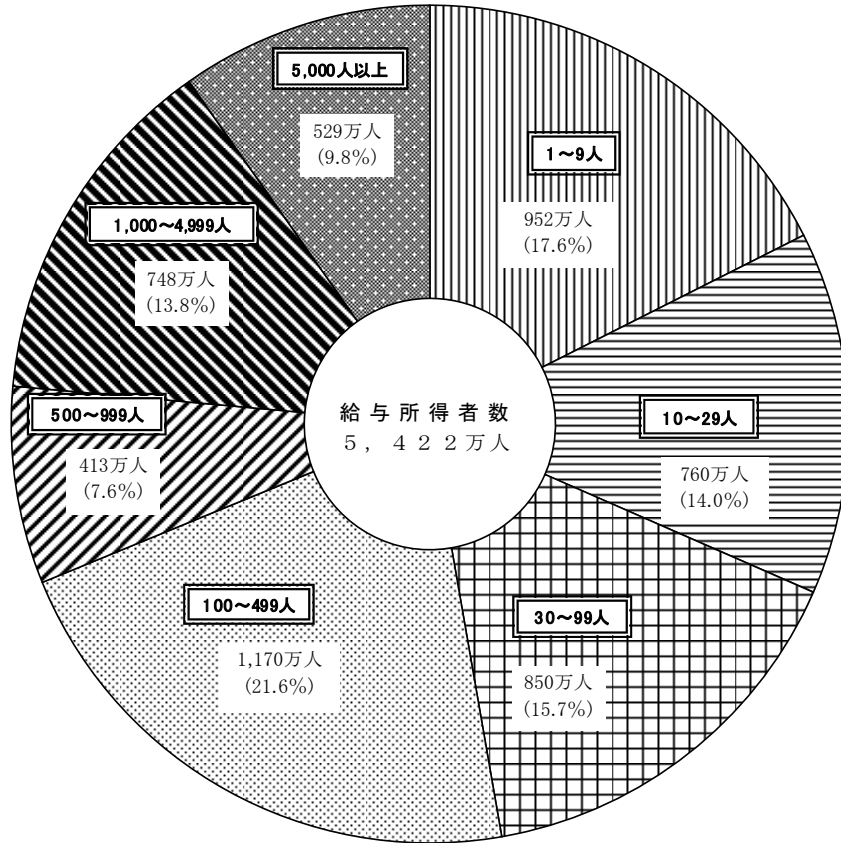 5,000人以上
529万人
(9.8%)
1～9人
952万人
(17.6%)
1,000～4,999人
748万人
(13.8%)
給与所得者数
5,422万人
500～999人
413万人
(7.6%)
10～29人
760万人
(14.0%)
100～499人
1,170万人
(21.6%)
30～99人
850万人
(15.7%)